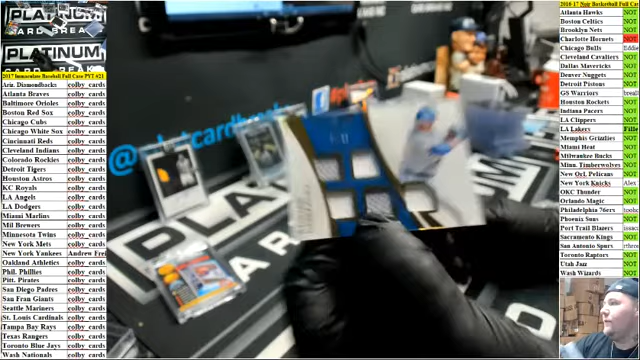 PLATINUM
CARD BREAK
2017 Immaculate Baseball Full Case PYT #21
Ariz. Diamondbacks colby_cards
Atlanta Braves colby_cards
Baltimore Orioles colby_cards
Boston Red Sox colby_cards
Chicago Cubs colby_cards
Chicago White Sox colby_cards
Cincinnati Reds colby_cards
Cleveland Indians colby_cards
Colorado Rockies colby_cards
Detroit Tigers colby_cards
Houston Astros colby_cards
KC Royals colby_cards
LA Angels colby_cards
LA Dodgers colby_cards
Miami Marlins colby_cards
Mil Brewers colby_cards
Minnesota Twins colby_cards
New York Mets colby_cards
New York Yankees Andrew Frei
Oakland Athletics colby_cards
Phil. Phillies colby_cards
Pitt. Pirates colby_cards
San Diego Padres colby_cards
San Fran Giants colby_cards
Seattle Mariners colby_cards
St. Louis Cardinals colby_cards
Tampa Bay Rays colby_cards
Texas Rangers colby_cards
Toronto Blue Jays colby_cards
Wash Nationals colby_cards
2016-17 Noir Basketball Full Cas
Atlanta Hawks NOT
Boston Celtics NOT
Brooklyn Nets NOT
Charlotte Hornets NOT
Chicago Bulls Eddie
Cleveland Cavaliers NOT
Dallas Mavericks NOT
Denver Nuggets NOT
Detroit Pistons NOT
GS Warriors
Houston Rockets NOT
Indiana Pacers NOT
LA Clippers NOT
LA Lakers Fille
Memphis Grizzlies NOT
Miami Heat NOT
Milwaukee Bucks NOT
Minn. Timberwolves NOT
New Orl. Pelicans NOT
New York Knicks Alex
OKC Thunder NOT
Orlando Magic NOT
Philadelphia 76ers
Phoenix Suns NOT
Port Trail Blazers
Sacramento Kings NOT
San Antonio Spurs
Toronto Raptors NOT
Utah Jazz NOT
Wash Wizards NOT